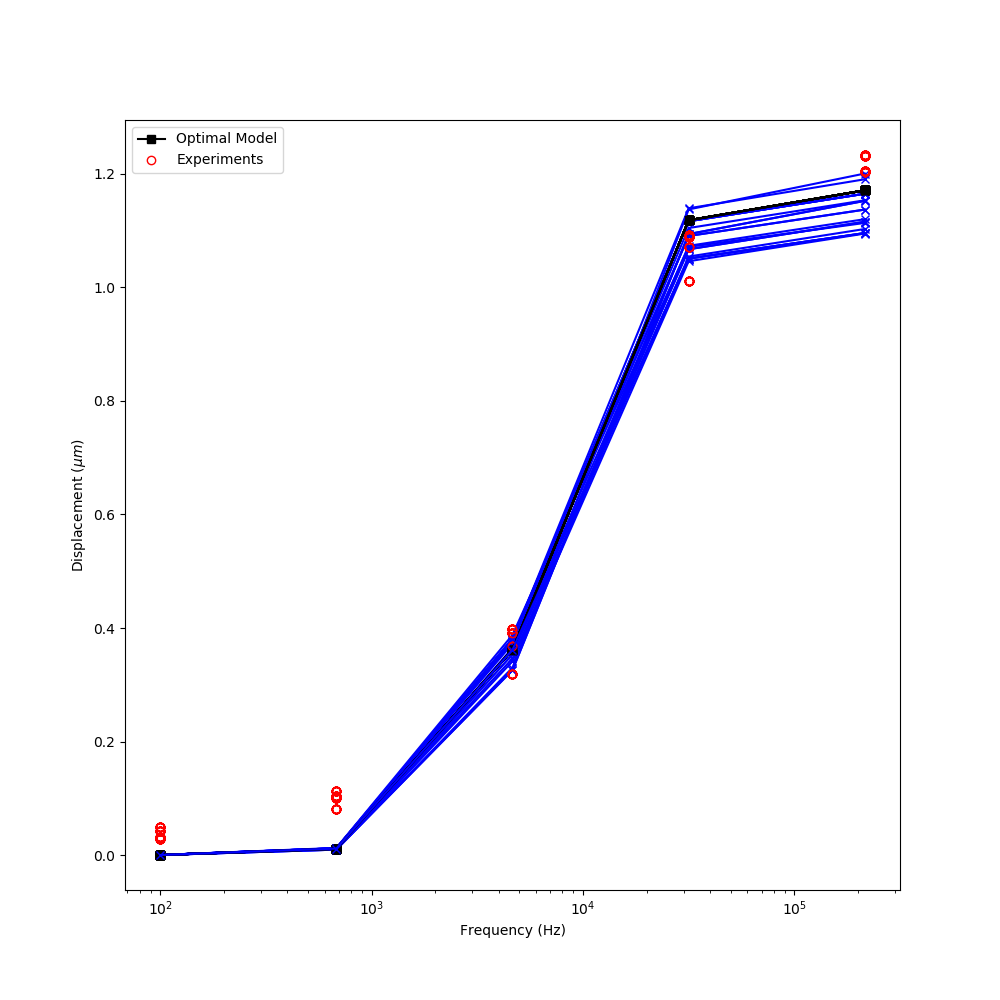 Optimal Model
Experiments
1.2
1.0
0.8
0.6
0.4
0.2
0.0
Displacement (μm)
10²
10³
10⁴
10⁵
Frequency (Hz)